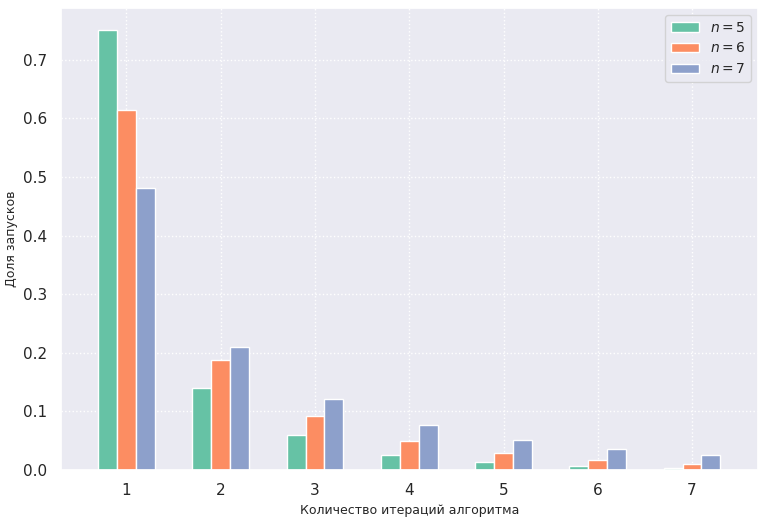 n = 5
n = 6
n = 7
0.7
0.6
0.5
0.4
0.3
0.2
0.1
0.0
Доля запусков
1 2 3 4 5 6 7
Количество итераций алгоритма